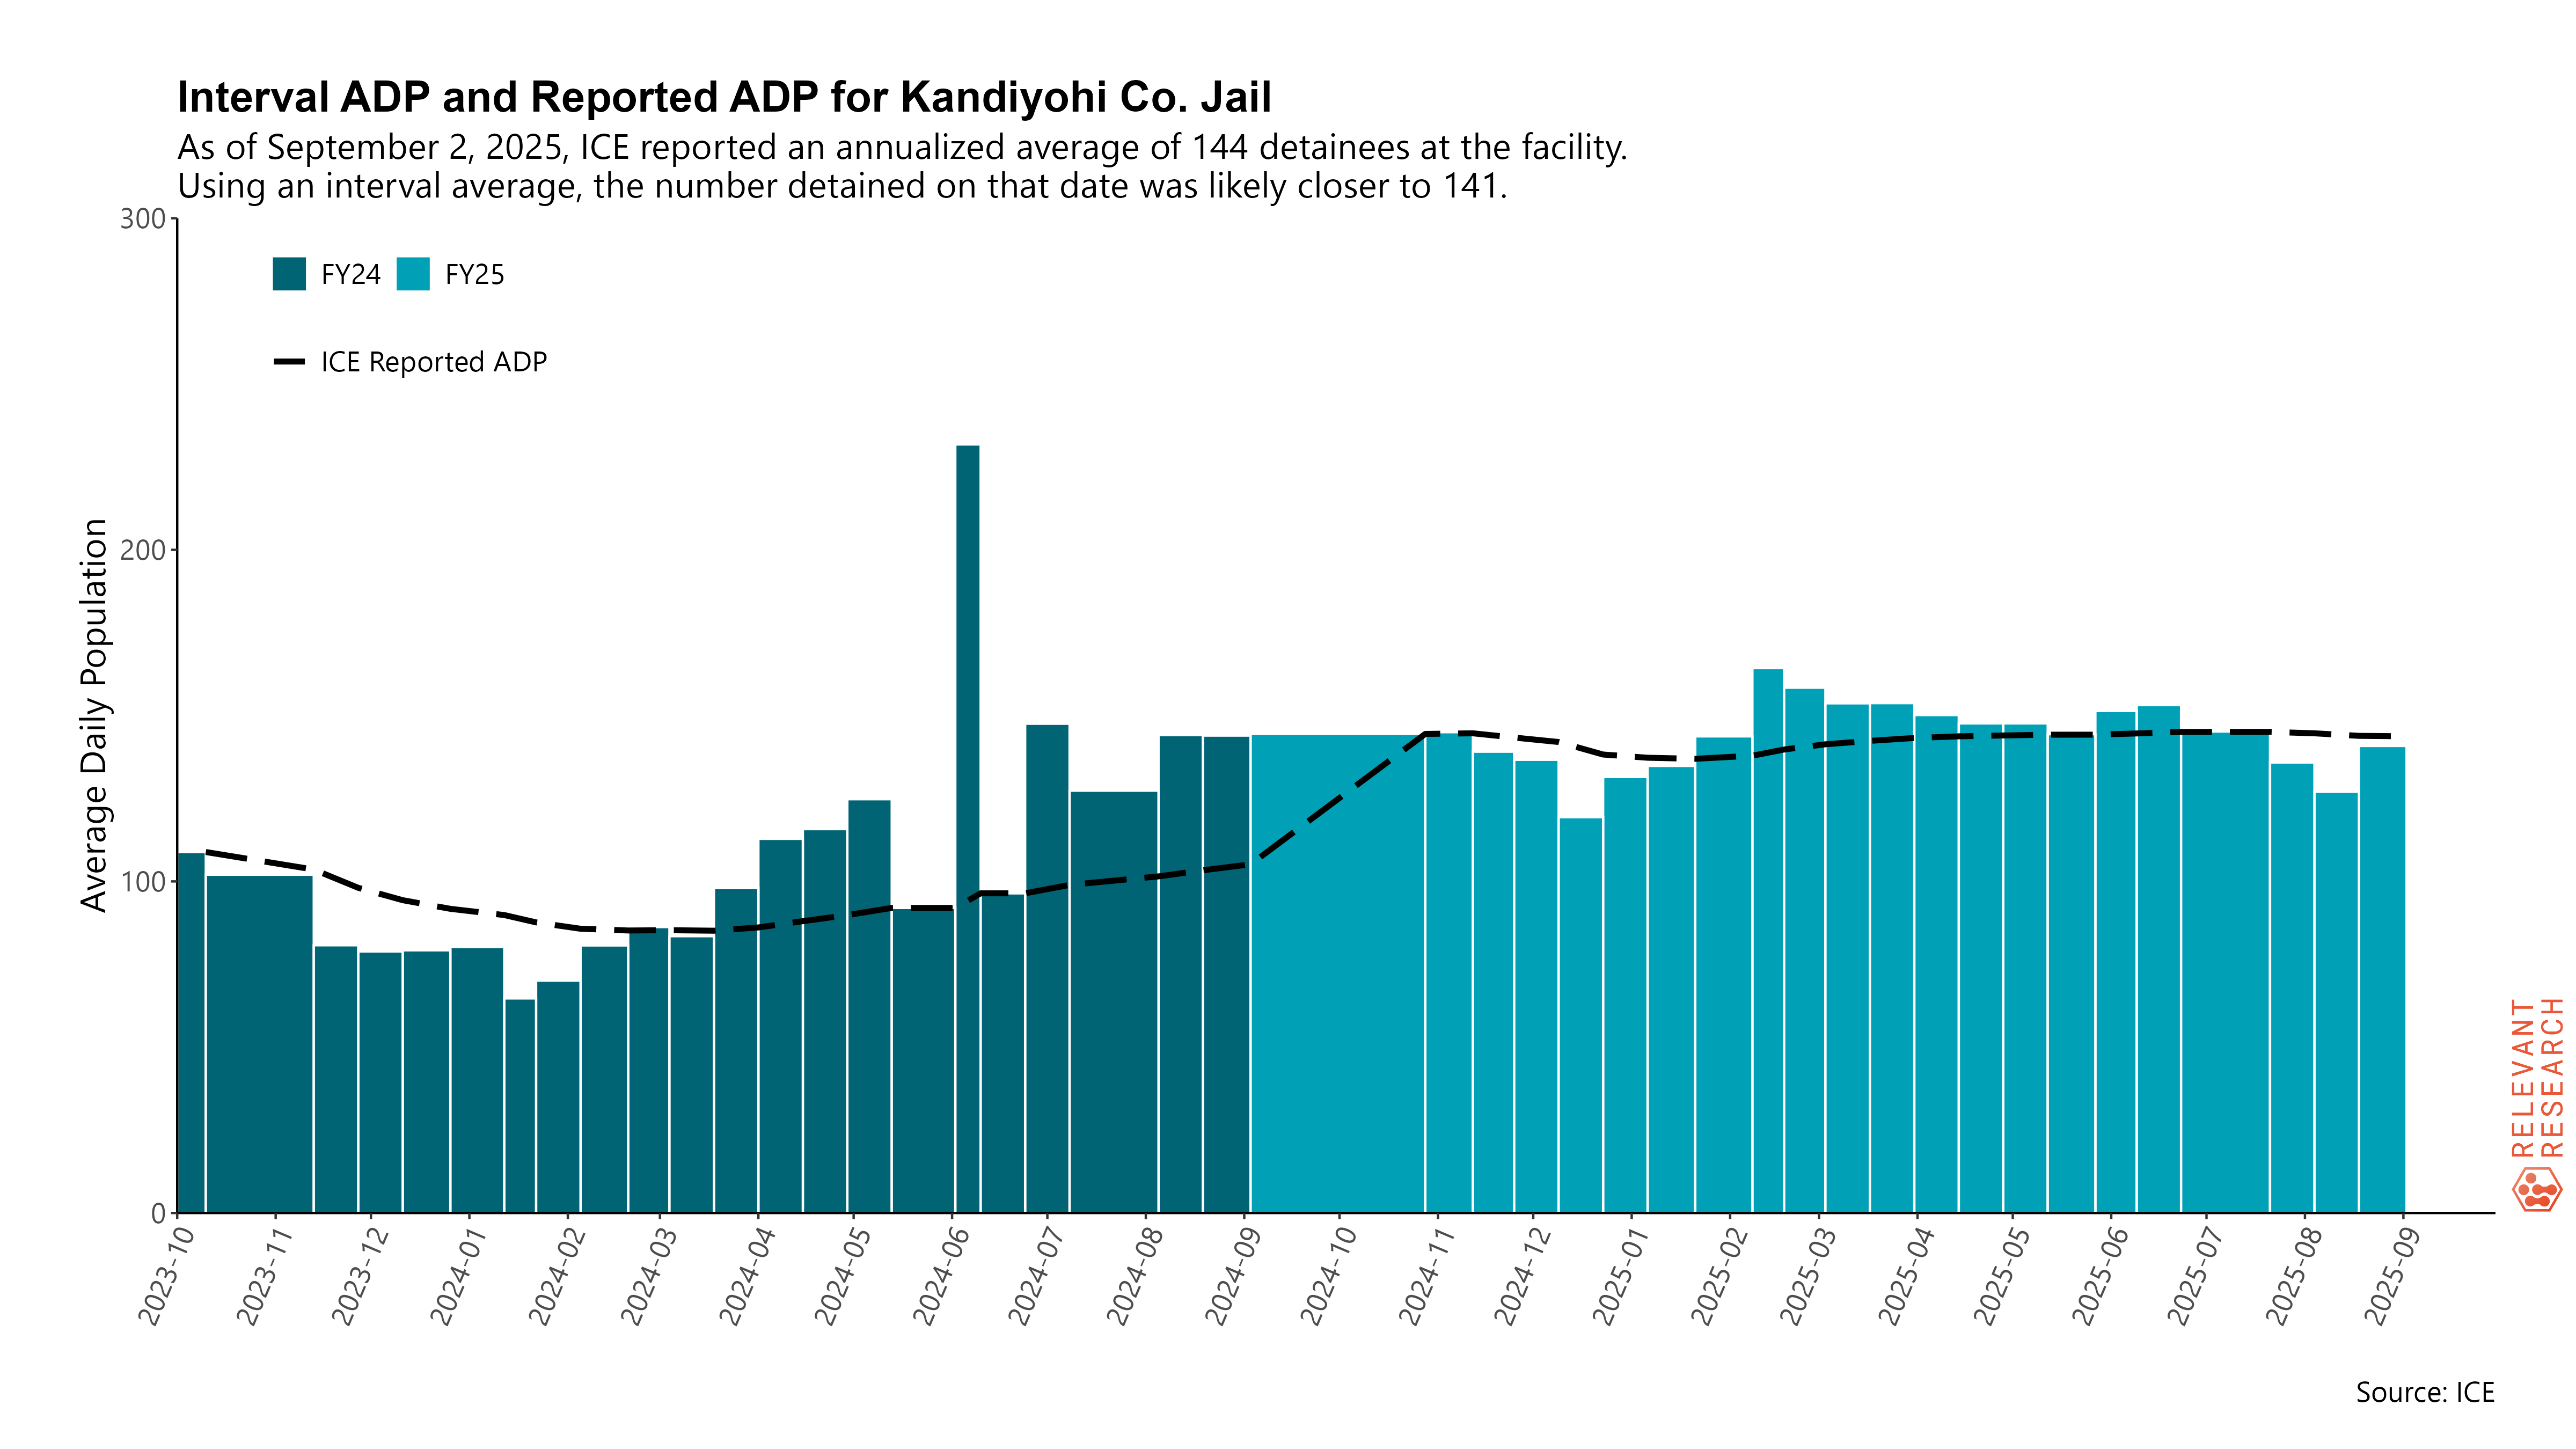 Interval ADP and Reported ADP for Kandiyohi Co. Jail
As of September 2, 2025, ICE reported an annualized average of 144 detainees at the facility.
Using an interval average, the number detained on that date was likely closer to 141.
300
200
100
0
Average Daily Population
FY24
FY25
ICE Reported ADP
2023-10
2023-11
2023-12
2024-01
2024-02
2024-03
2024-04
2024-05
2024-06
2024-07
2024-08
2024-09
2024-10
2024-11
2024-12
2025-01
2025-02
2025-03
2025-04
2025-05
2025-06
2025-07
2025-08
2025-09
RELEVANT
RESEARCH
Source: ICE